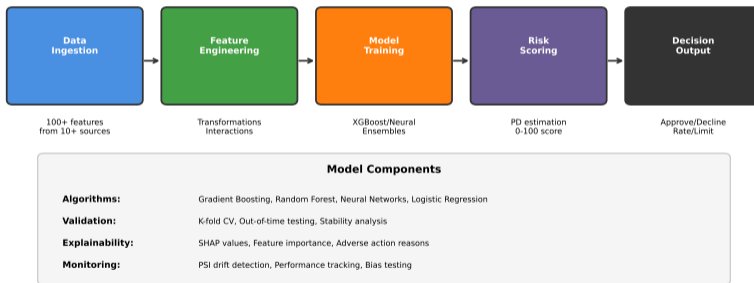 Data
Ingestion
Feature
Engineering
Model
Training
Risk
Scoring
Decision
Output
100+ features
from 10+ sources
Transformations
Interactions
XGBoost/Neural
Ensembles
PD estimation
0-100 score
Approve/Decline
Rate/Limit
Model Components
Algorithms: Gradient Boosting, Random Forest, Neural Networks, Logistic Regression
Validation: K-fold CV, Out-of-time testing, Stability analysis
Explainability: SHAP values, Feature importance, Adverse action reasons
Monitoring: PSI drift detection, Performance tracking, Bias testing